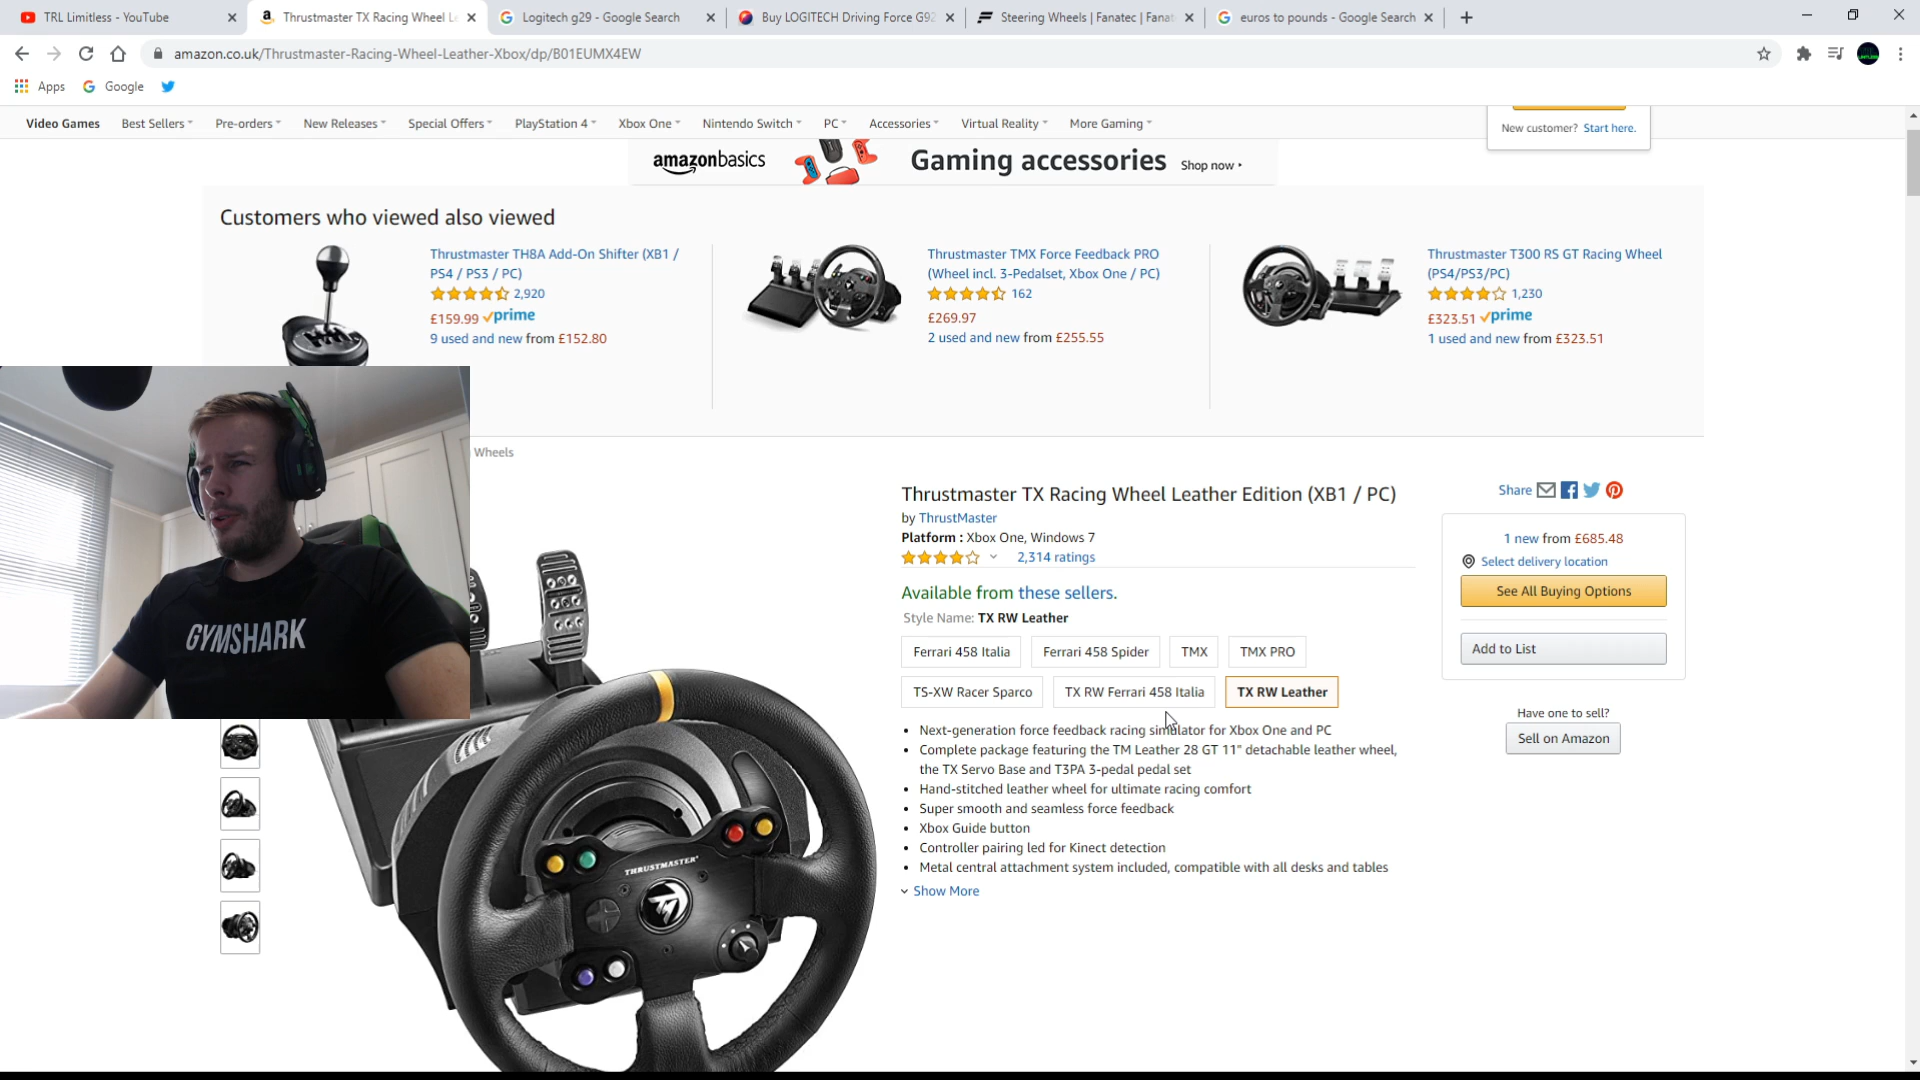 TRL Limitless - YouTube
Thrustmaster TX Racing Wheel Le
Logitech g29 - Google Search
Buy LOGITECH Driving Force G92
Steering Wheels | Fanatec | Fanat
euros to pounds - Google Search
amazon.co.uk/Thrustmaster-Racing-Wheel-Leather-Xbox/dp/B01EUMX4EW
Apps
Google
Video Games
Best Sellers
Pre-orders
New Releases
Special Offers
PlayStation 4
Xbox One
Nintendo Switch
PC
Accessories
Virtual Reality
More Gaming
New customer? Start here.
amazonbasics
Gaming accessories
Shop now
Customers who viewed also viewed
Thrustmaster TH8A Add-On Shifter (XB1 /
PS4 / PS3 / PC)
2,920
£159.99 prime
9 used and new from £152.80
Thrustmaster TMX Force Feedback PRO
(Wheel incl. 3-Pedalset, Xbox One / PC)
162
£269.97
2 used and new from £255.55
Thrustmaster T300 RS GT Racing Wheel
(PS4/PS3/PC)
1,230
£323.51 prime
1 used and new from £323.51
Wheels
GYMSHARK
Thrustmaster TX Racing Wheel Leather Edition (XB1 / PC)
by ThrustMaster
Platform : Xbox One, Windows 7
2,314 ratings
Available from these sellers.
Style Name: TX RW Leather
Ferrari 458 Italia
Ferrari 458 Spider
TMX
TMX PRO
TS-XW Racer Sparco
TX RW Ferrari 458 Italia
TX RW Leather
Next-generation force feedback racing simulator for Xbox One and PC
Complete package featuring the TM Leather 28 GT 11" detachable leather wheel,
the TX Servo Base and T3PA 3-pedal pedal set
Hand-stitched leather wheel for ultimate racing comfort
Super smooth and seamless force feedback
Xbox Guide button
Controller pairing led for Kinect detection
Metal central attachment system included, compatible with all desks and tables
Show More
Share
1 new from £685.48
Select delivery location
See All Buying Options
Add to List
Have one to sell?
Sell on Amazon
THRUSTMASTER